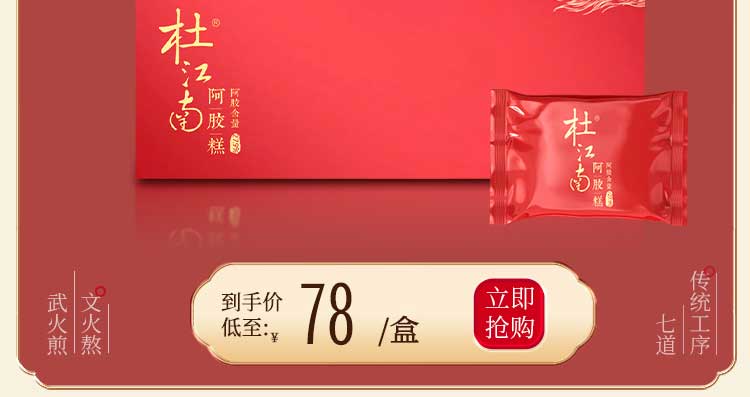 杜江南®
阿胶糕
阿胶含量
杜江南®
阿胶糕
阿胶含量
武火煎
文火熬
到手价
低至:¥
78
/盒
立即
抢购
传统工序
七道